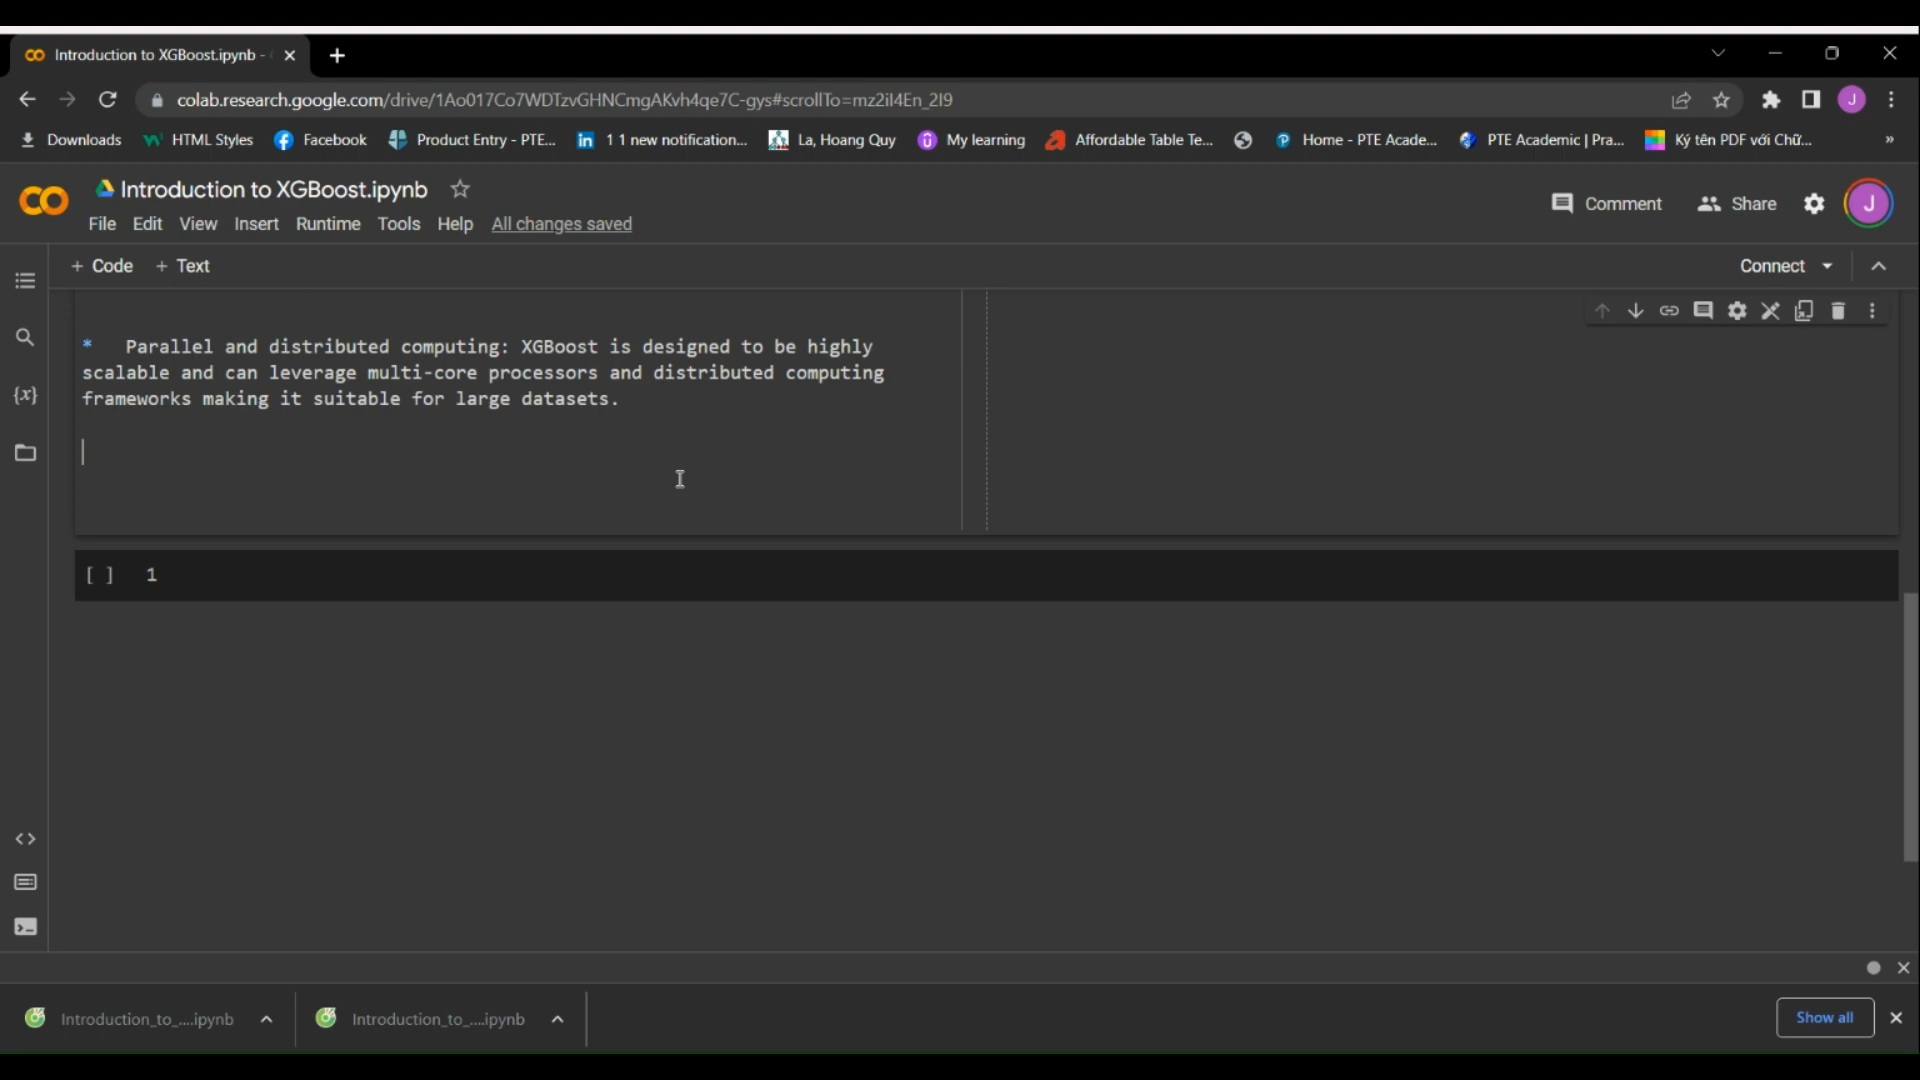 Introduction to XGBoost.ipynb -
colab.research.google.com/drive/1Ao017Co7WDTzvGHNCmgAKvh4qe7C-gys#scrollTo=mz2iI4En_2I9
J
Downloads
HTML Styles
Facebook
Product Entry - PTE...
in
1 1 new notification...
La, Hoang Quy
My learning
Affordable Table Te...
Home - PTE Acade...
PTE Academic | Pra...
Ký tên PDF với Chữ...
»
Introduction to XGBoost.ipynb
Comment
Share
J
File Edit View Insert Runtime Tools Help All changes saved
+ Code + Text
Connect
* Parallel and distributed computing: XGBoost is designed to be highly
scalable and can leverage multi-core processors and distributed computing
frameworks making it suitable for large datasets.
{x}
[ ] 1
<>
Introduction_to_....ipynb
Introduction_to_....ipynb
Show all